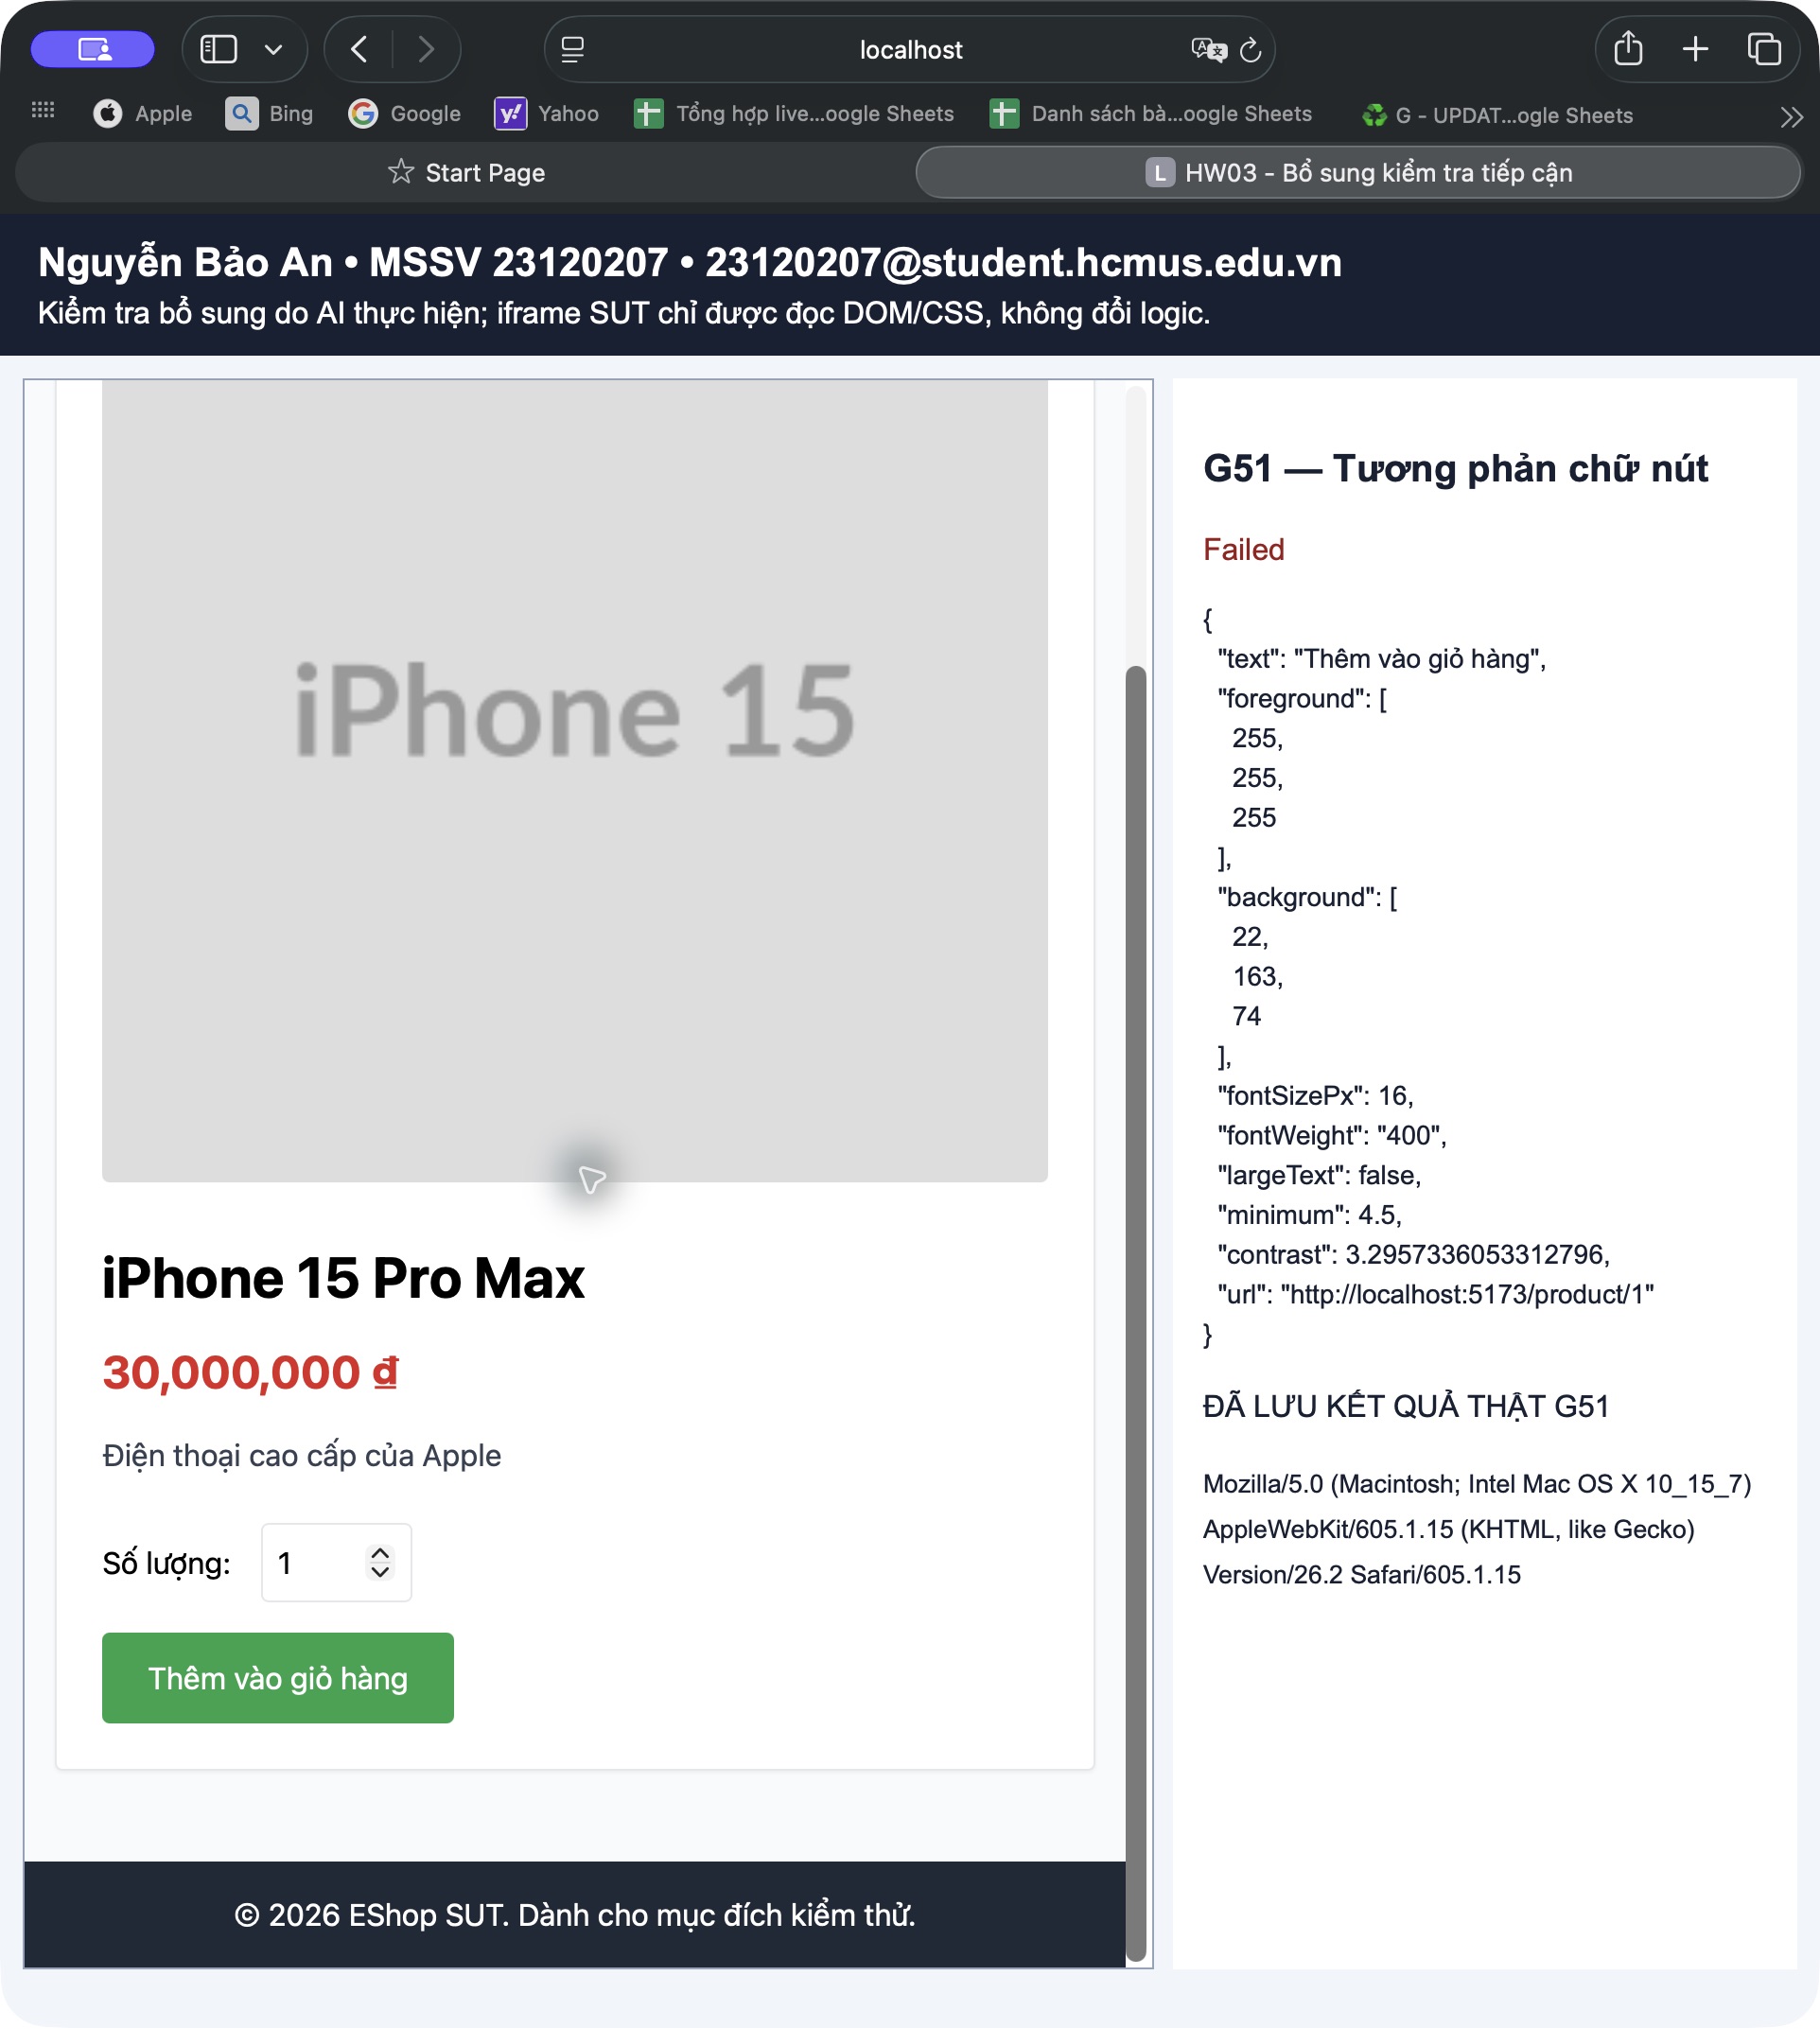 localhost
Apple
Bing
Google
Yahoo
Tổng hợp live...oogle Sheets
Danh sách bà...oogle Sheets
G - UPDAT...ogle Sheets
Start Page
L HW03 - Bổ sung kiểm tra tiếp cận
Nguyễn Bảo An • MSSV 23120207 • 23120207@student.hcmus.edu.vn
Kiểm tra bổ sung do AI thực hiện; iframe SUT chỉ được đọc DOM/CSS, không đổi logic.
iPhone 15
iPhone 15 Pro Max
30,000,000 ₫
Điện thoại cao cấp của Apple
Số lượng: 1
Thêm vào giỏ hàng
© 2026 EShop SUT. Dành cho mục đích kiểm thử.
G51 — Tương phản chữ nút
Failed
{
"text": "Thêm vào giỏ hàng",
"foreground": [
255,
255,
255
],
"background": [
22,
163,
74
],
"fontSizePx": 16,
"fontWeight": "400",
"largeText": false,
"minimum": 4.5,
"contrast": 3.2957336053312796,
"url": "http://localhost:5173/product/1"
}
ĐÃ LƯU KẾT QUẢ THẬT G51
Mozilla/5.0 (Macintosh; Intel Mac OS X 10_15_7)
AppleWebKit/605.1.15 (KHTML, like Gecko)
Version/26.2 Safari/605.1.15